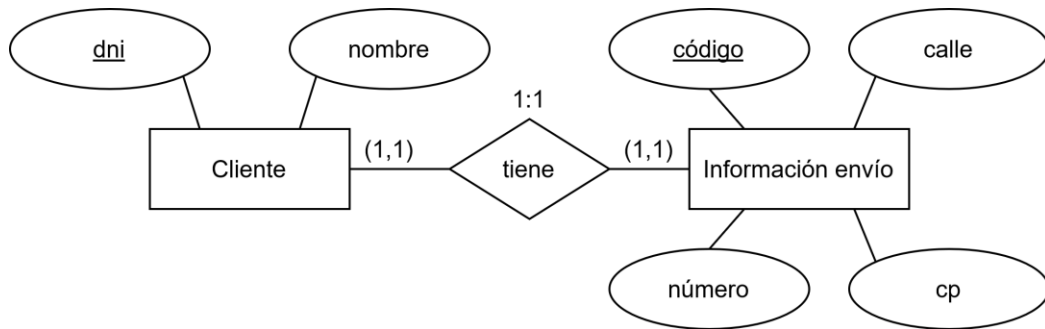 dni
nombre
código
calle
1:1
Cliente
(1,1)
tiene
(1,1)
Información envío
número
cp